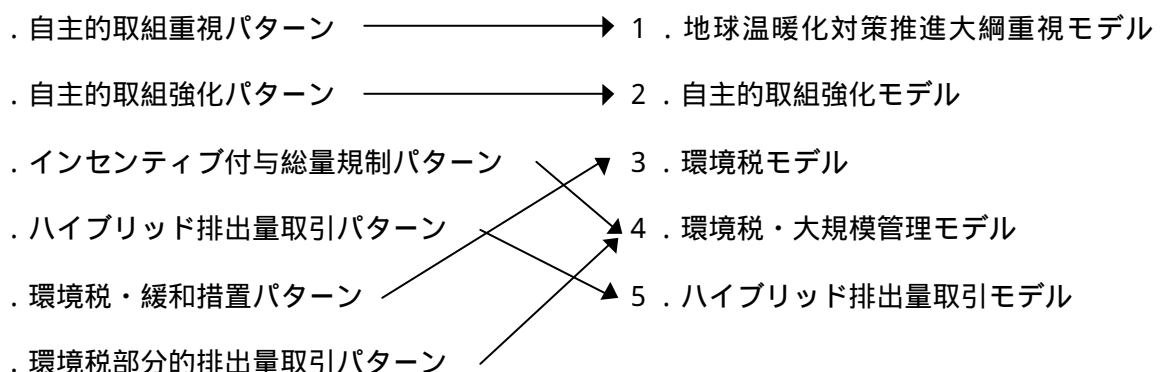 ．自主的取組重視パターン　１．地球温暖化対策推進大綱重視モデル
．自主的取組強化パターン　２．自主的取組強化モデル
．インセンティブ付与総量規制パターン　３．環境税モデル
．ハイブリッド排出量取引パターン　４．環境税・大規模管理モデル
．環境税・緩和措置パターン　５．ハイブリッド排出量取引モデル
．環境税部分的排出量取引パターン